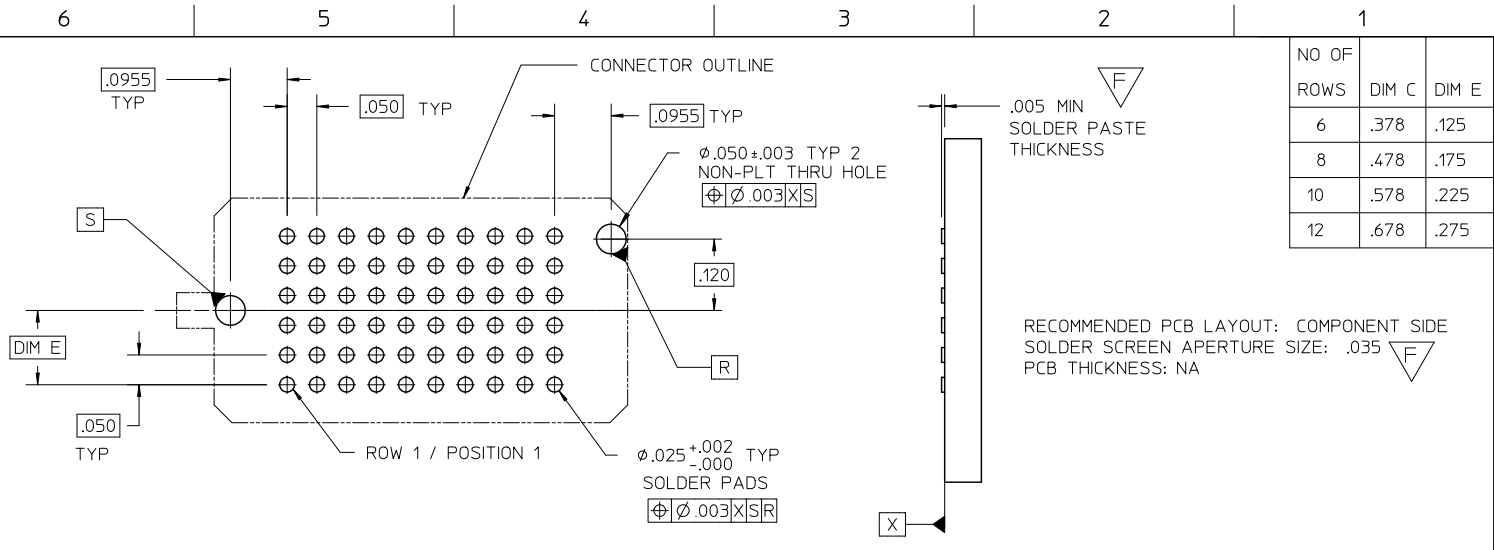 6 5 4 3 2 1
.0955
TYP
.050 TYP
CONNECTOR OUTLINE
.0955 TYP
⌀.050±.003 TYP 2
NON-PLT THRU HOLE
⌖ ⌀.003 X S
S
.120
DIM E
R
.050
TYP
ROW 1 / POSITION 1
⌀.025 +.002 -.000 TYP
SOLDER PADS
⌖ ⌀.003 X S R
F
.005 MIN
SOLDER PASTE
THICKNESS
X
RECOMMENDED PCB LAYOUT: COMPONENT SIDE
SOLDER SCREEN APERTURE SIZE: .035 F
PCB THICKNESS: NA
NO OF
ROWS DIM C DIM E
6 .378 .125
8 .478 .175
10 .578 .225
12 .678 .275